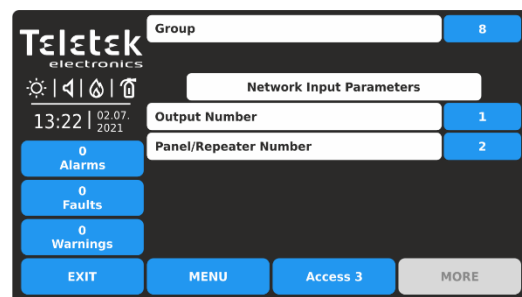 Teletek
electronics
13:22 02.07.
2021
0
Alarms
0
Faults
0
Warnings
Group 8
Network Input Parameters
Output Number 1
Panel/Repeater Number 2
EXIT MENU Access 3 MORE